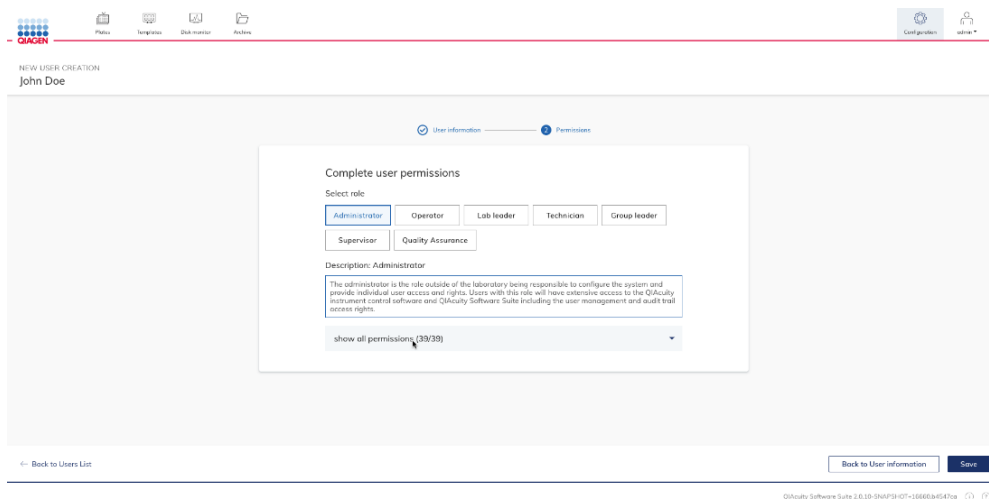 QIAGEN
Plates
Templates
Disk monitor
Archive
Configuration
admin
NEW USER CREATION
John Doe
User information
2
Permissions
Complete user permissions
Select role
Administrator
Operator
Lab leader
Technician
Group leader
Supervisor
Quality Assurance
Description: Administrator
The administrator is the role outside of the laboratory being responsible to configure the system and
provide individual user access and rights. Users with this role will have extensive access to the QIAcuity
instrument control software and QIAcuity Software Suite including the user management and audit trail
access rights.
show all permissions (39/39)
← Back to Users List
Back to User information
Save
QIAcuity Software Suite 2.0.10-SNAPSHOT-16660.b4547ca